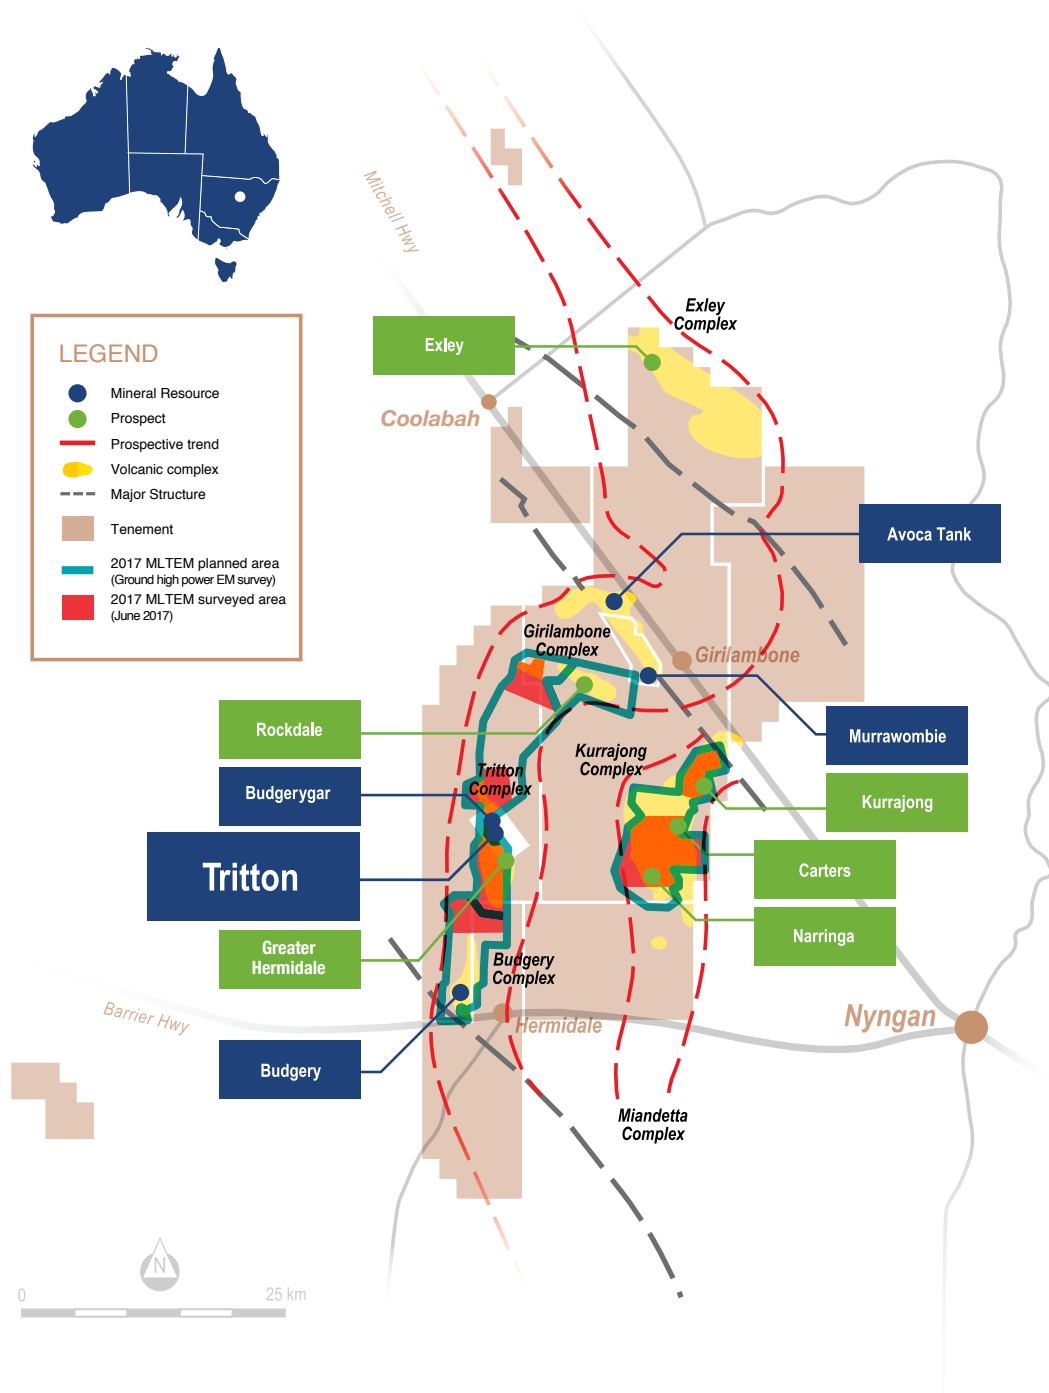 Mitchell Hwy
Exley
Complex
LEGEND
Mineral Resource
Prospect
Prospective trend
Volcanic complex
Major Structure
Tenement
2017 MLTEM planned area
(Ground high power EM survey)
2017 MLTEM surveyed area
(June 2017)
Exley
Coolabah
Avoca Tank
Girilambone
Complex
Girilambone
Rockdale
Murrawombie
Kurrajong
Complex
Tritton
Complex
Budgerygar
Kurrajong
Tritton
Carters
Narringa
Greater
Hermidale
Budgery
Complex
Barrier Hwy
Hermidale
Nyngan
Budgery
Miandetta
Complex
N
0
25 km